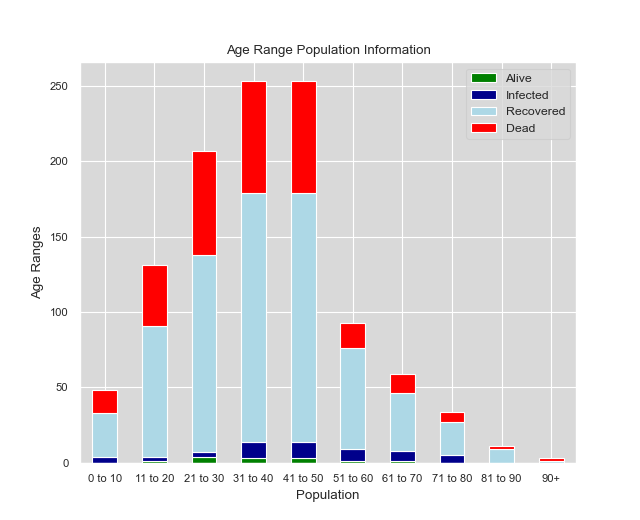 Age Range Population Information
Alive
Infected
Recovered
Dead
Age Ranges
250
200
150
100
50
0
0 to 10 11 to 20 21 to 30 31 to 40 41 to 50 51 to 60 61 to 70 71 to 80 81 to 90 90+
Population